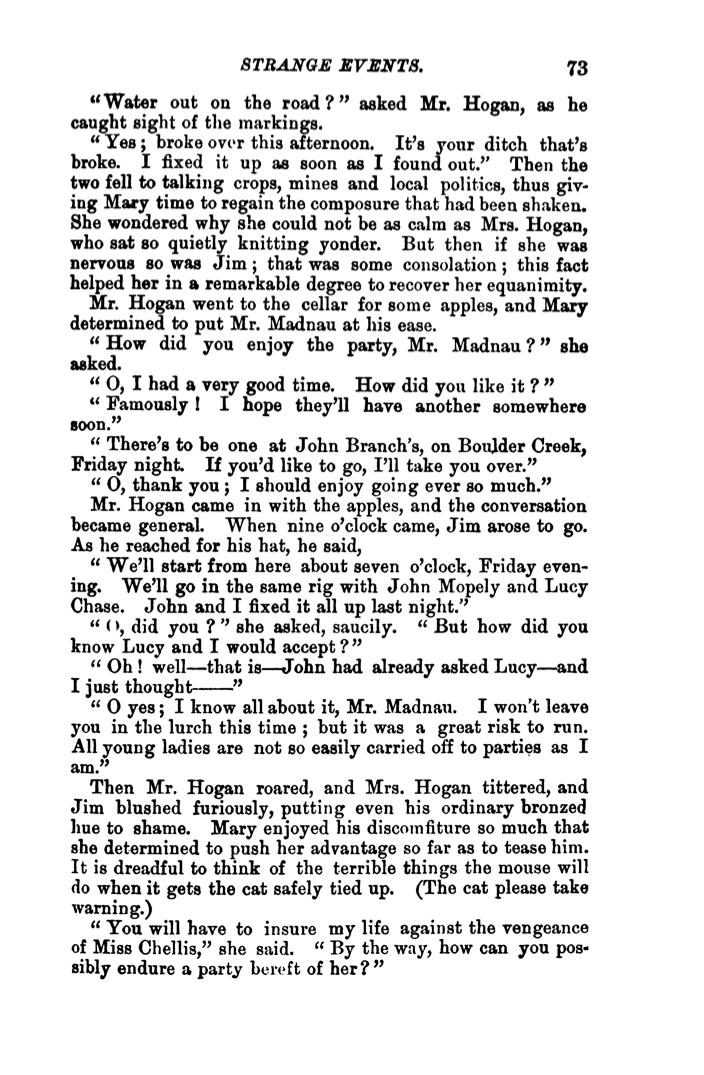 STRANGE EVENTS. 73
"Water out on the road?" asked Mr. Hogan, as he
caught sight of the markings.
"Yes; broke over this afternoon. It's your ditch that's
broke. I fixed it up as soon as I found out." Then the
two fell to talking crops, mines and local politics, thus giv-
ing Mary time to regain the composure that had been shaken.
She wondered why she could not be as calm as Mrs. Hogan,
who sat so quietly knitting yonder. But then if she was
nervous so was Jim; that was some consolation; this fact
helped her in a remarkable degree to recover her equanimity.
Mr. Hogan went to the cellar for some apples, and Mary
determined to put Mr. Madnau at his ease.
"How did you enjoy the party, Mr. Madnau?" she
asked.
"O, I had a very good time. How did you like it?"
"Famously! I hope they'll have another somewhere
soon."
"There's to be one at John Branch's, on Boulder Creek,
Friday night. If you'd like to go, I'll take you over."
"O, thank you; I should enjoy going ever so much."
Mr. Hogan came in with the apples, and the conversation
became general. When nine o'clock came, Jim arose to go.
As he reached for his hat, he said,
"We'll start from here about seven o'clock, Friday even-
ing. We'll go in the same rig with John Mopely and Lucy
Chase. John and I fixed it all up last night."
"O, did you?" she asked, saucily. "But how did you
know Lucy and I would accept?"
"Oh! well—that is—John had already asked Lucy—and
I just thought——"
"O yes; I know all about it, Mr. Madnau. I won't leave
you in the lurch this time; but it was a great risk to run.
All young ladies are not so easily carried off to parties as I
am."
Then Mr. Hogan roared, and Mrs. Hogan tittered, and
Jim blushed furiously, putting even his ordinary bronzed
hue to shame. Mary enjoyed his discomfiture so much that
she determined to push her advantage so far as to tease him.
It is dreadful to think of the terrible things the mouse will
do when it gets the cat safely tied up. (The cat please take
warning.)
"You will have to insure my life against the vengeance
of Miss Chellis," she said. "By the way, how can you pos-
sibly endure a party bereft of her?"